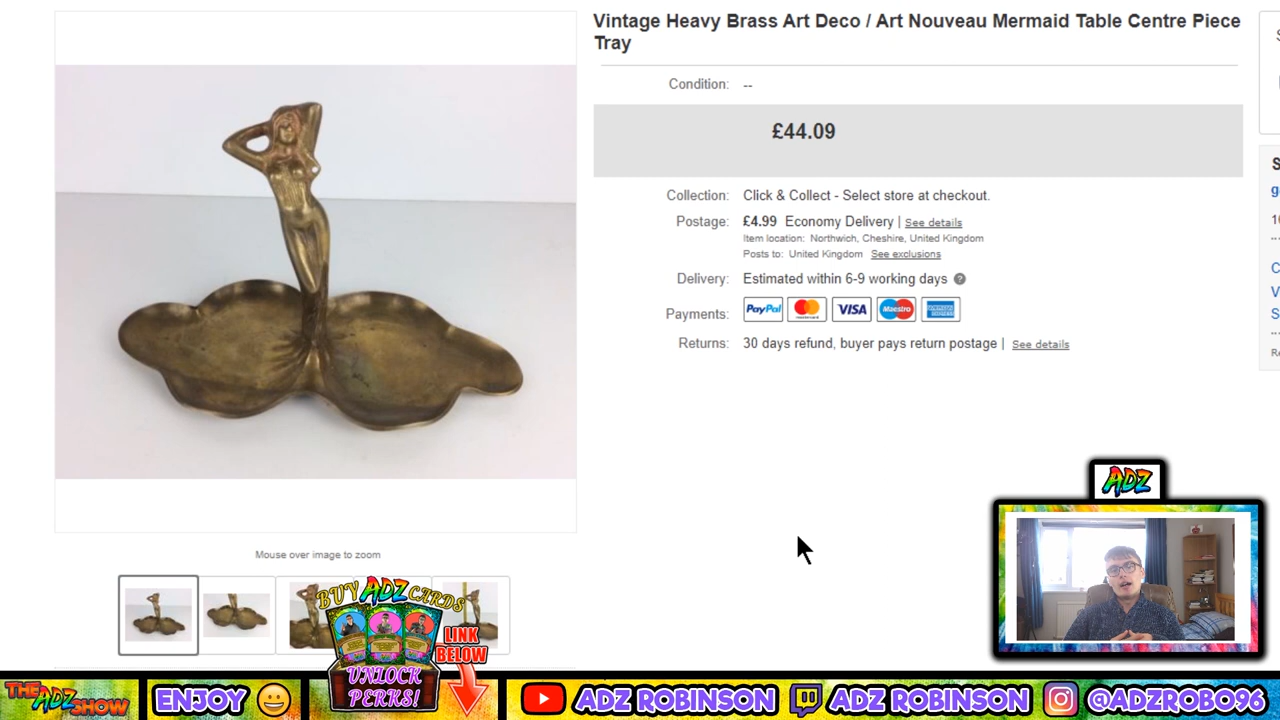 Vintage Heavy Brass Art Deco / Art Nouveau Mermaid Table Centre Piece
Tray
Condition: --
£44.09
Collection: Click & Collect - Select store at checkout.
Postage: £4.99 Economy Delivery | See details
Item location: Northwich, Cheshire, United Kingdom
Posts to: United Kingdom See exclusions
Delivery: Estimated within 6-9 working days ?
Payments: PayPal mastercard VISA Maestro AMERICAN EXPRESS
Returns: 30 days refund, buyer pays return postage | See details
Mouse over image to zoom
ADZ
BUY ADZ CARDS
LINK
BELOW
UNLOCK
PERKS!
THE ADZ SHOW
ENJOY
ADZ ROBINSON
ADZ ROBINSON
@ADZROBO96